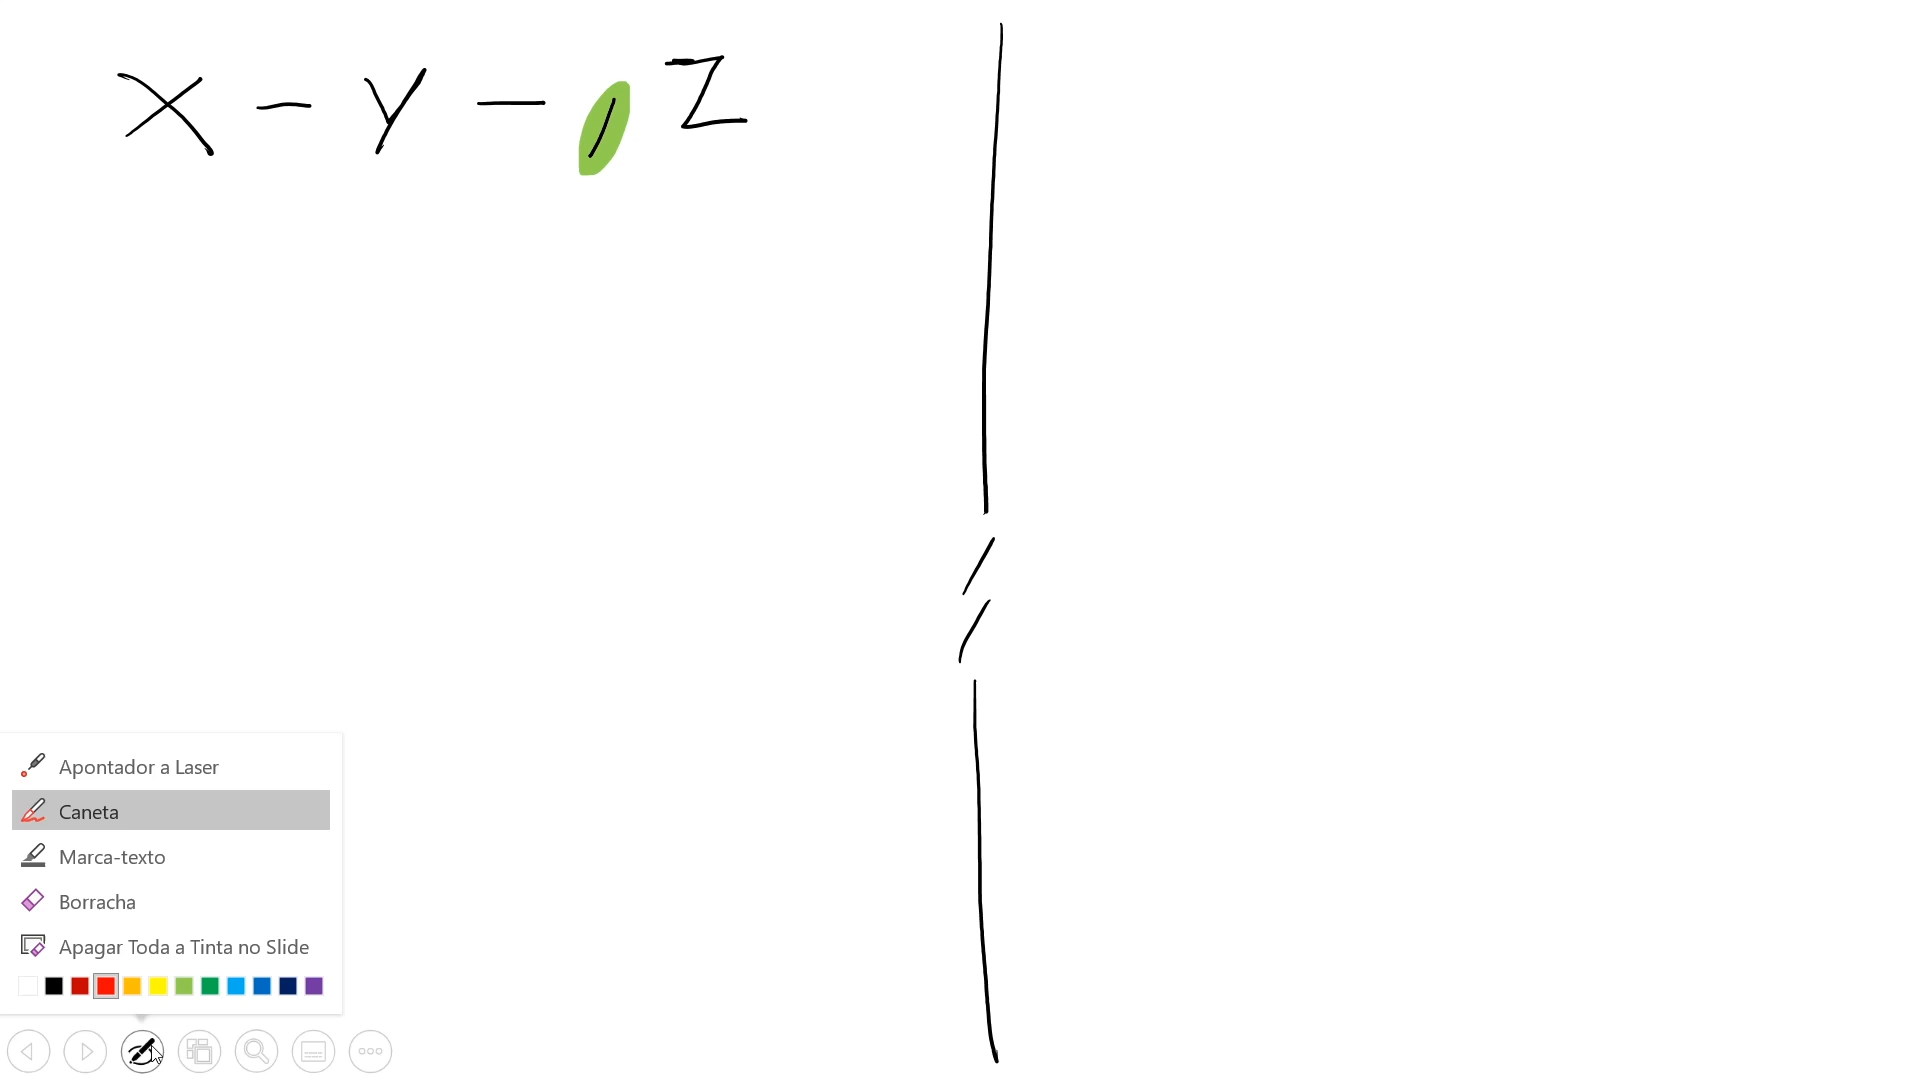 X - y - / Z
Apontador a Laser
Caneta
Marca-texto
Borracha
Apagar Toda a Tinta no Slide